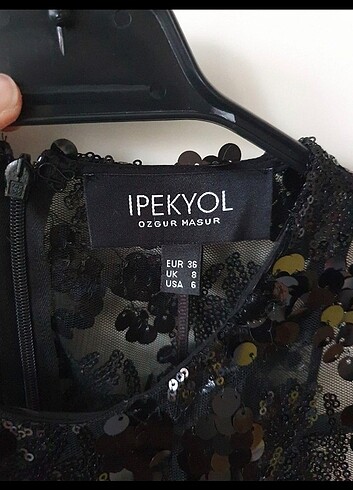 IPEKYOL
OZGUR MASUR
EUR 36
UK 8
USA 6